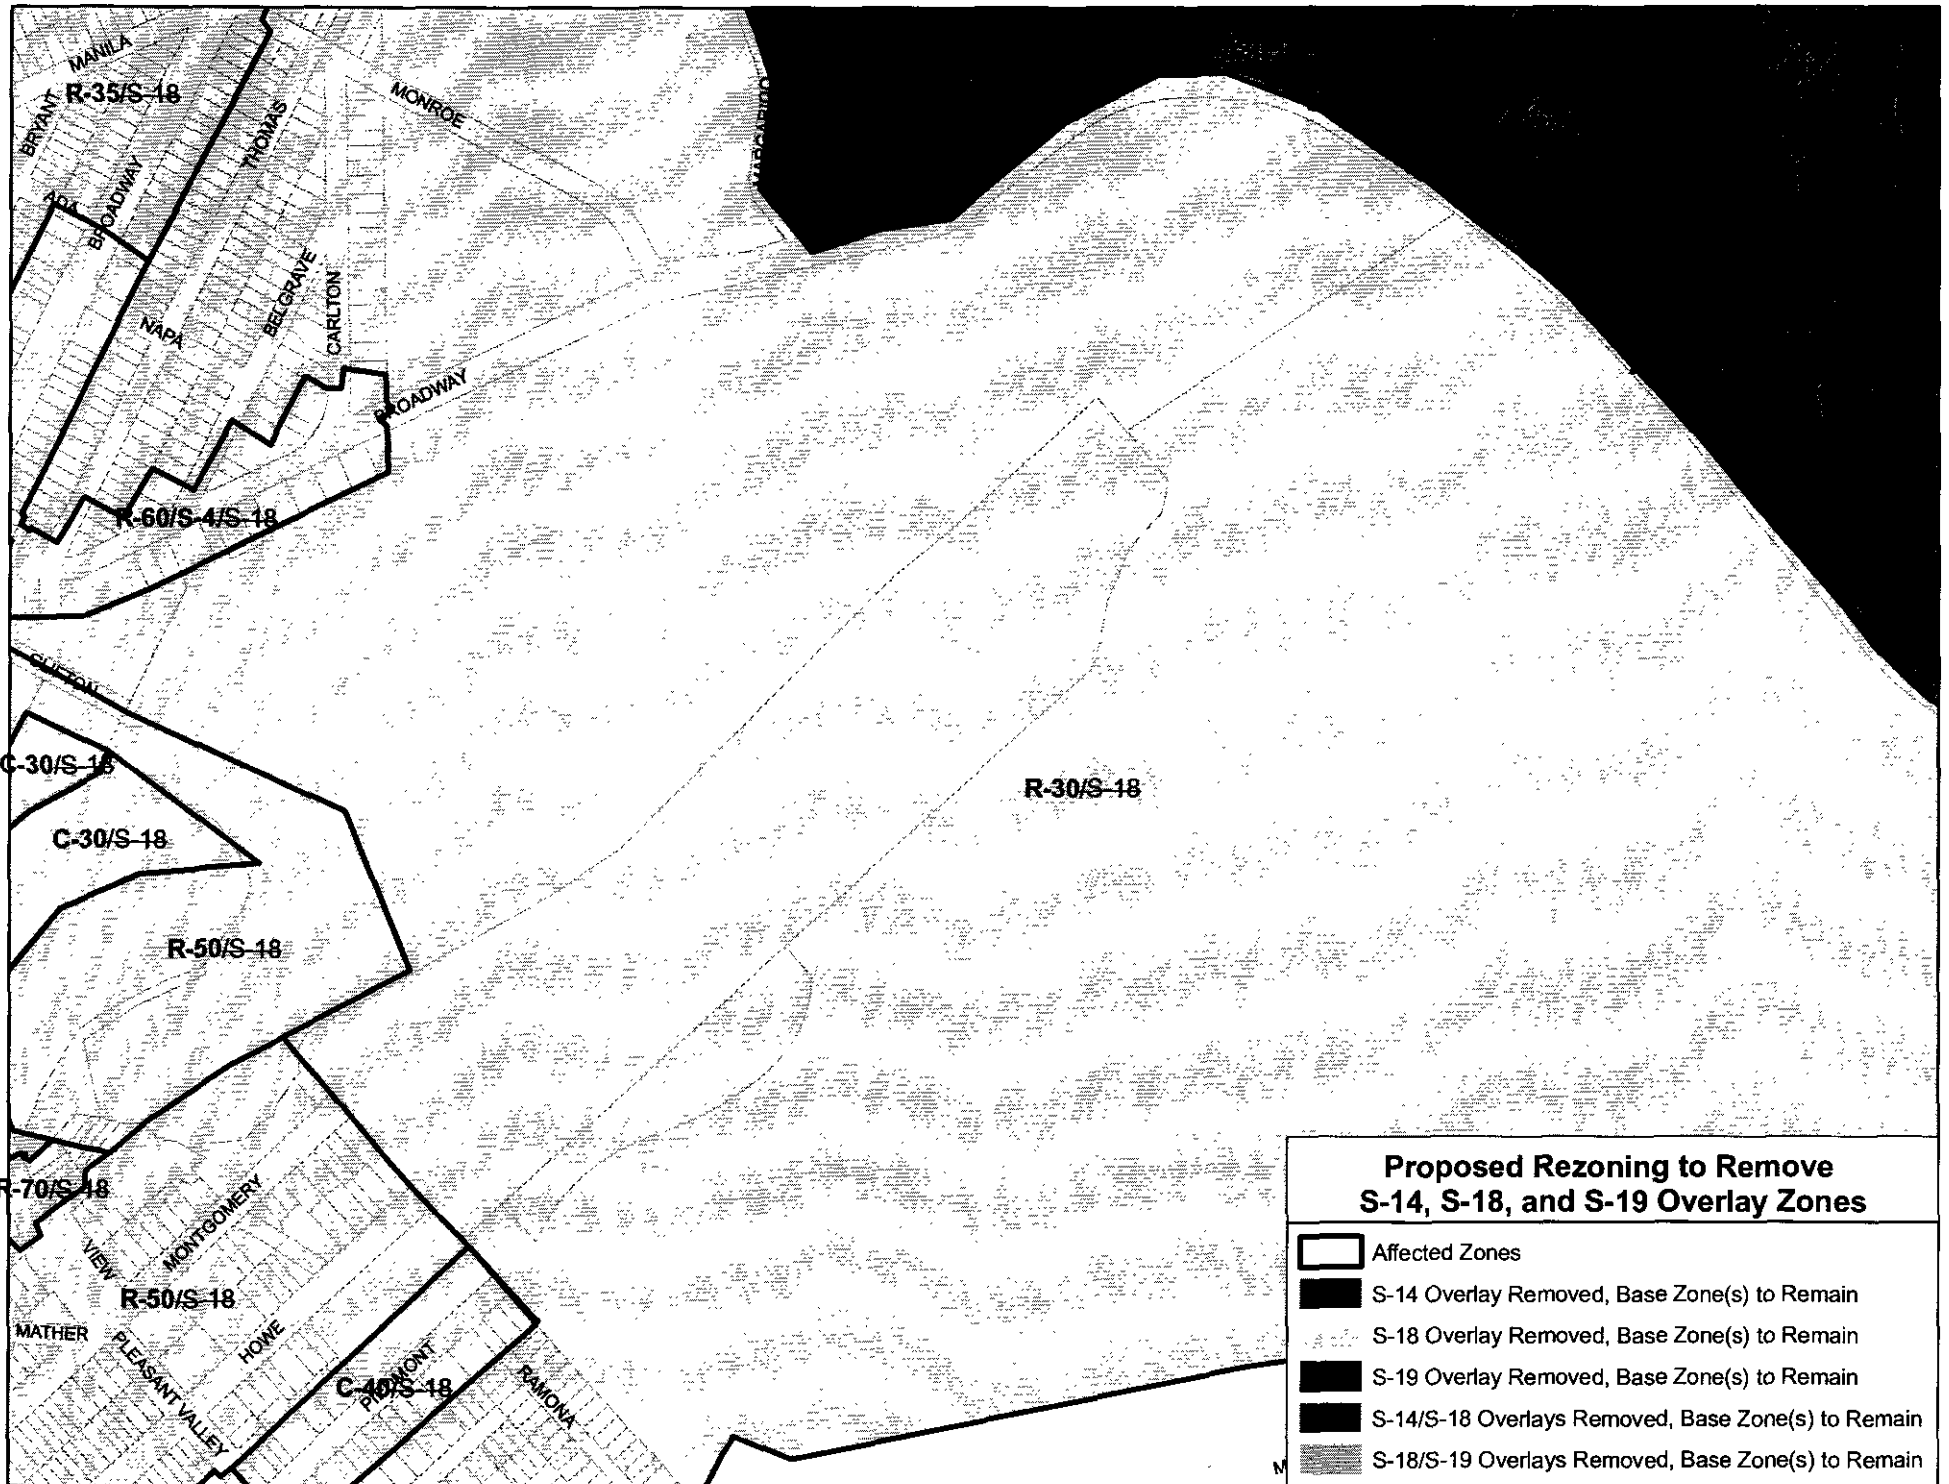 MANILA
R-35/S-18
BRYANT
THOMAS
MONROE
BROADWAY
ADA
BELGRAVE
CARLTON
NAPA
BROADWAY
R-60/S-4/S-18
CLIFTON
C-30/S-18
C-30/S-18
R-30/S-18
R-50/S-18
R-70/S-18
MONTGOMERY
VIEW
R-50/S-18
MATHER
PLEASANT VALLEY
HOWE
C-40/S-18
PIEDMONT
RAMONA
Proposed Rezoning to Remove
S-14, S-18, and S-19 Overlay Zones
Affected Zones
S-14 Overlay Removed, Base Zone(s) to Remain
S-18 Overlay Removed, Base Zone(s) to Remain
S-19 Overlay Removed, Base Zone(s) to Remain
S-14/S-18 Overlays Removed, Base Zone(s) to Remain
S-18/S-19 Overlays Removed, Base Zone(s) to Remain